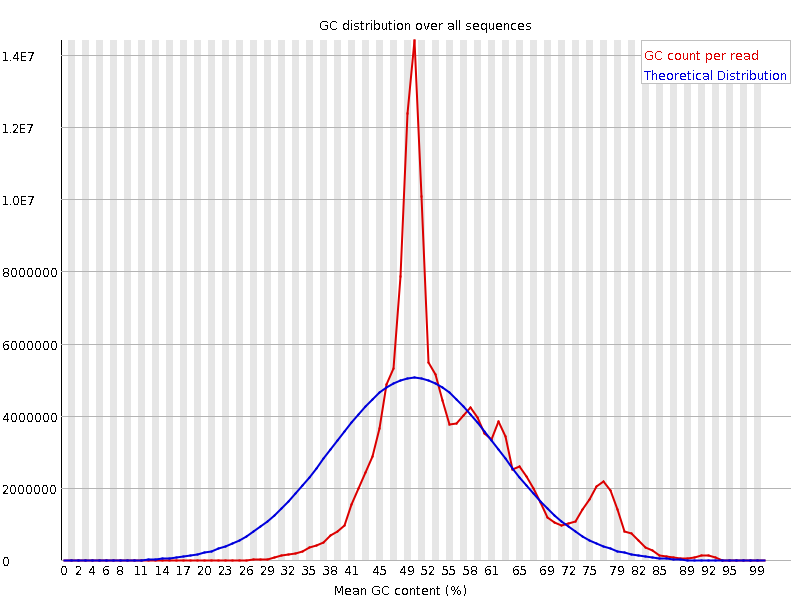 GC distribution over all sequences
GC count per read
Theoretical Distribution
1.4E7
1.2E7
1.0E7
8000000
6000000
4000000
2000000
0
0 2 4 6 8 11 14 17 20 23 26 29 32 35 38 41 45 49 52 55 58 61 65 69 72 75 79 82 85 89 92 95 99
Mean GC content (%)